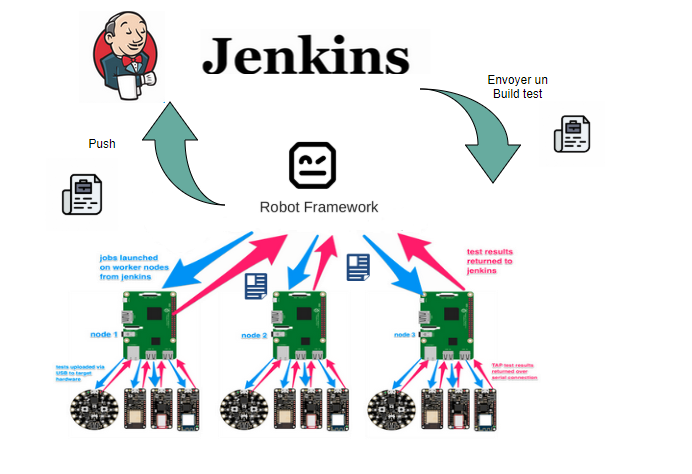 Jenkins
Envoyer un
Build test
Push
Robot Framework
jobs launched
on worker nodes
from jenkins
test results
returned to
jenkins
node 1
node 2
node 3
tests uploaded via
USB to target
hardware
TAP test results
returned over
serial connection